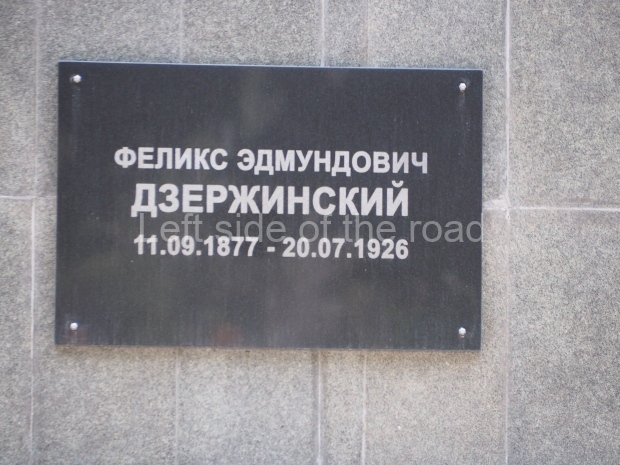 ФЕЛИКС ЭДМУНДОВИЧ
ДЗЕРЖИНСКИЙ
Left side of the road
11.09.1877 - 20.07.1926